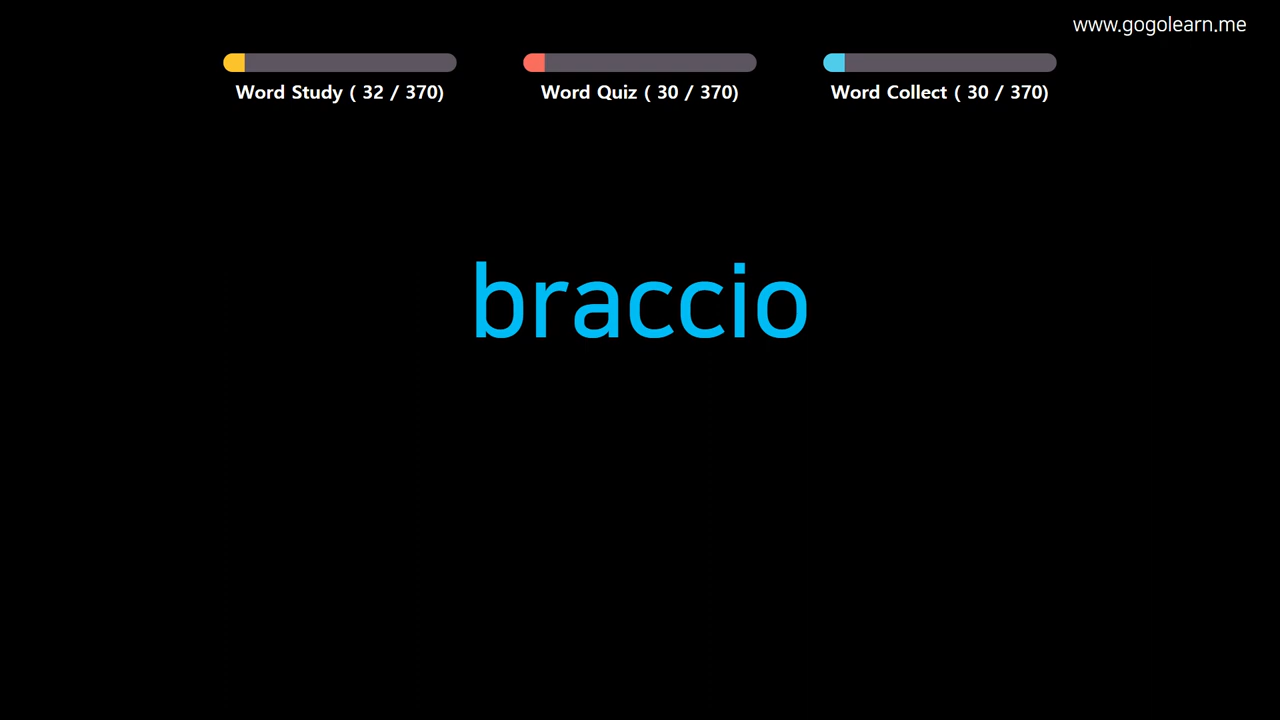 www.gogolearn.me
Word Study ( 32 / 370)
Word Quiz ( 30 / 370)
Word Collect ( 30 / 370)
braccio